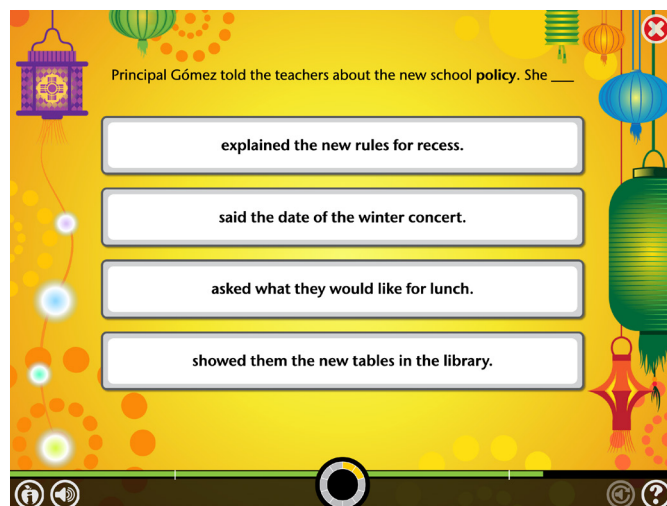 Principal Gómez told the teachers about the new school policy. She ___
explained the new rules for recess.
said the date of the winter concert.
asked what they would like for lunch.
showed them the new tables in the library.